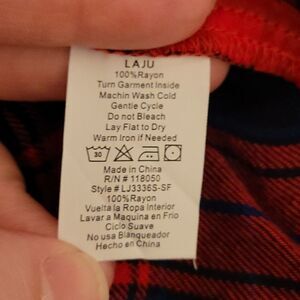 LAJU
100%Rayon
Turn Garment Inside
Machin Wash Cold
Gentle Cycle
Do not Bleach
Lay Flat to Dry
Warm Iron if Needed
30
Made in China
R/N # 118050
Style # LJ3336S-SF
100%Rayon
Vuelta la Ropa Interior
Lavar a Maquina en Frio
Ciclo Suave
No usa Blanqueador
Hecho en China